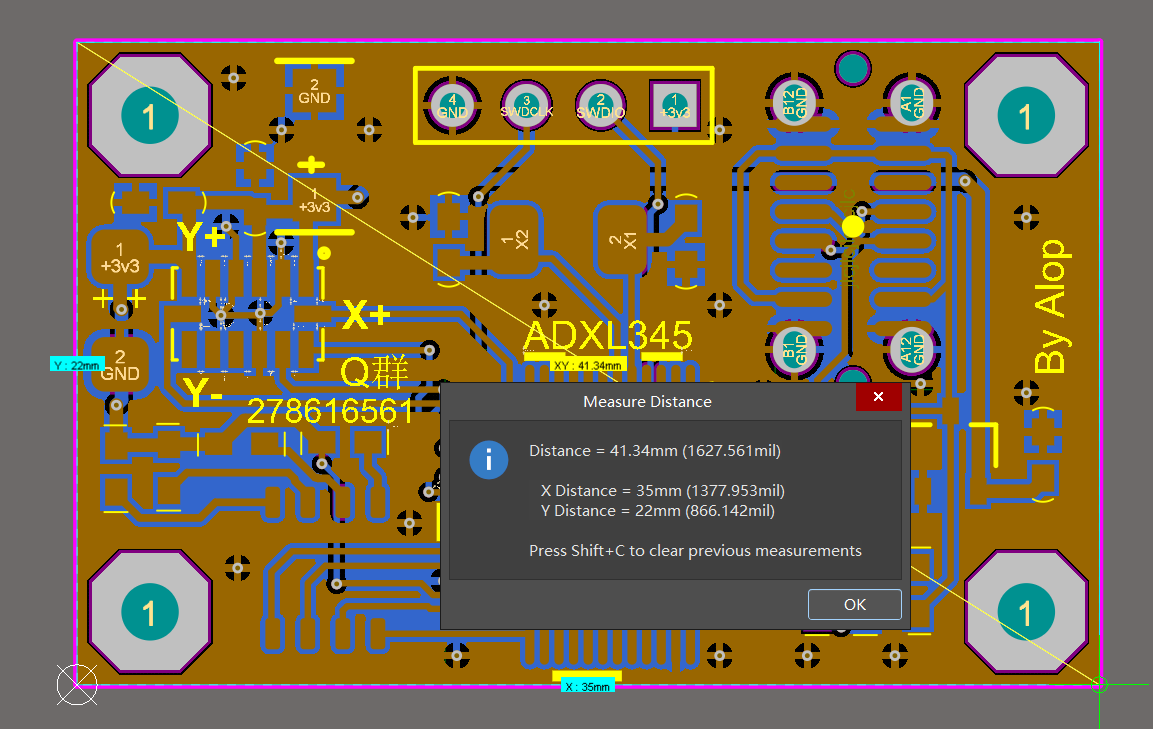 1
2
GND
4
GND
3
SWDCLK
2
SWDIO
1
+3v3
B12
GND
A1
GND
1
1
+3v3
Y+
1
+3v3
1
X2
2
X1
X+
ADXL345
By Alop
B1
GND
A12
GND
Y : 22mm
2
GND
XY : 41.34mm
Q群
Y-
278616561
Measure Distance
Distance = 41.34mm (1627.561mil)
X Distance = 35mm (1377.953mil)
Y Distance = 22mm (866.142mil)
Press Shift+C to clear previous measurements
OK
1
1
X : 35mm